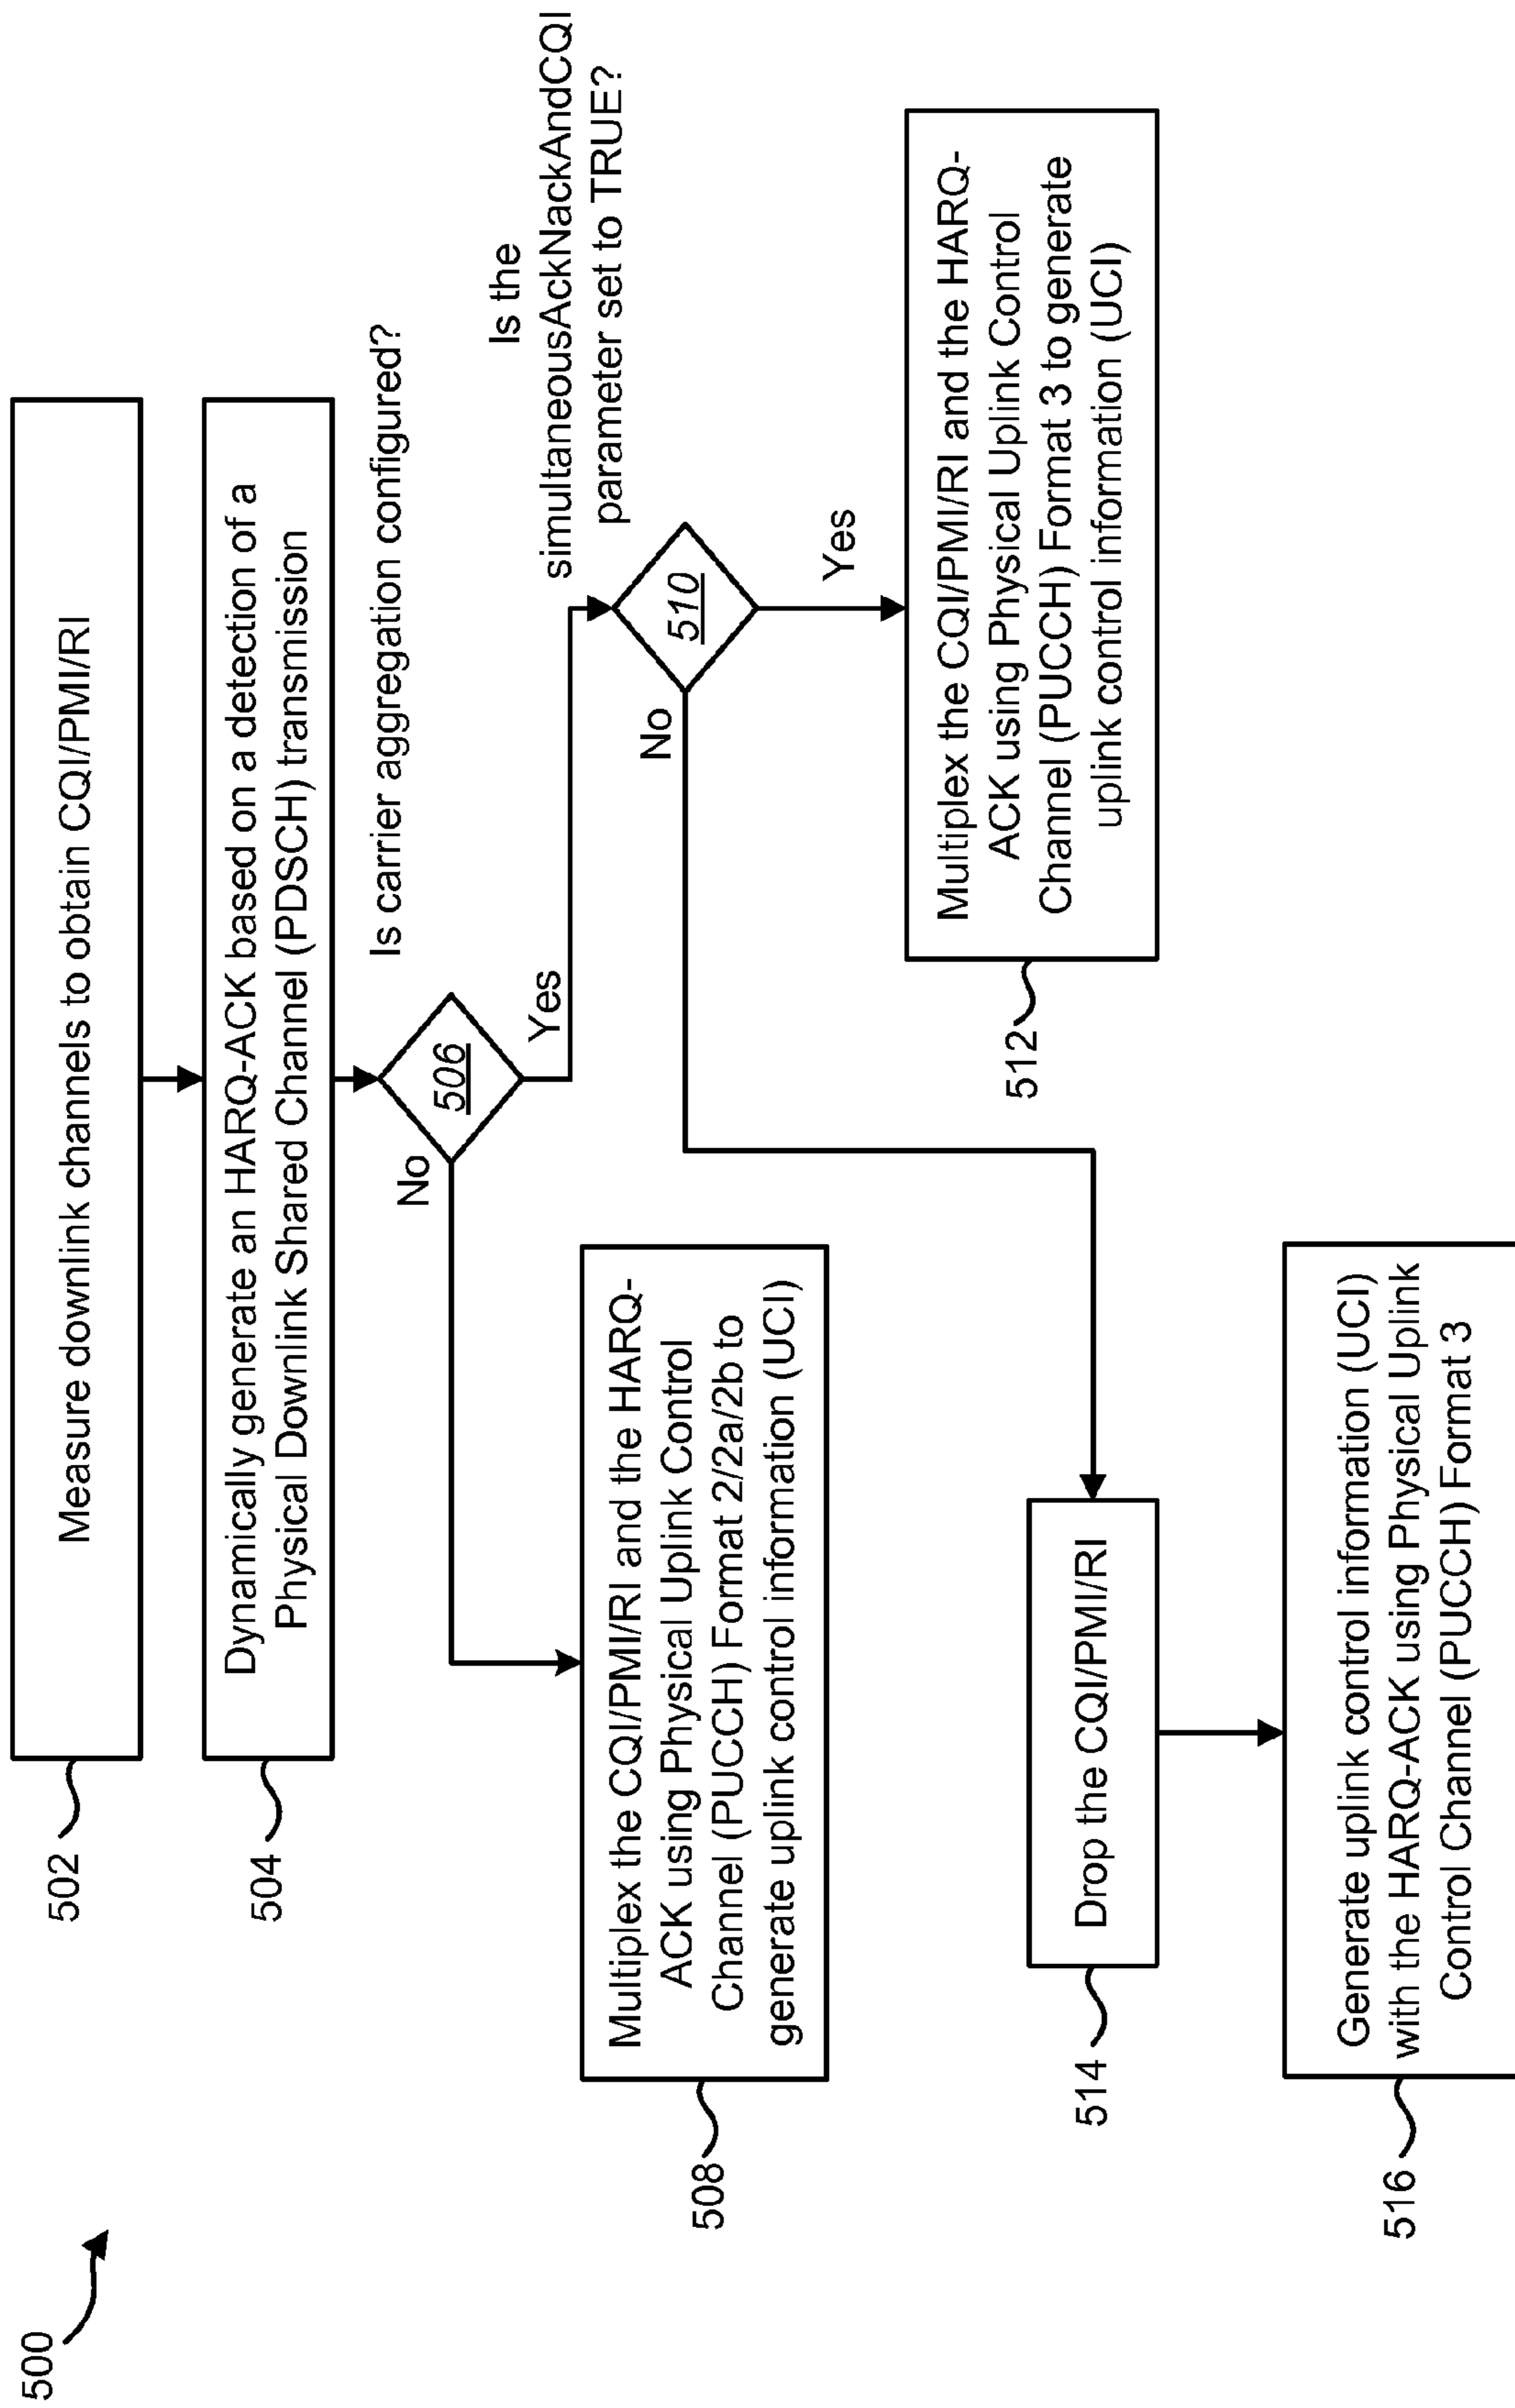 500
502
Measure downlink channels to obtain CQI/PMI/RI
504
Dynamically generate an HARQ-ACK based on a detection of a
Physical Downlink Shared Channel (PDSCH) transmission
Is carrier aggregation configured?
506
No
Yes
Is the
simultaneousAckNackAndCQI
parameter set to TRUE?
508
Multiplex the CQI/PMI/RI and the HARQ-
ACK using Physical Uplink Control
Channel (PUCCH) Format 2/2a/2b to
generate uplink control information (UCI)
510
No
Yes
512
Multiplex the CQI/PMI/RI and the HARQ-
ACK using Physical Uplink Control
Channel (PUCCH) Format 3 to generate
uplink control information (UCI)
514
Drop the CQI/PMI/RI
516
Generate uplink control information (UCI)
with the HARQ-ACK using Physical Uplink
Control Channel (PUCCH) Format 3